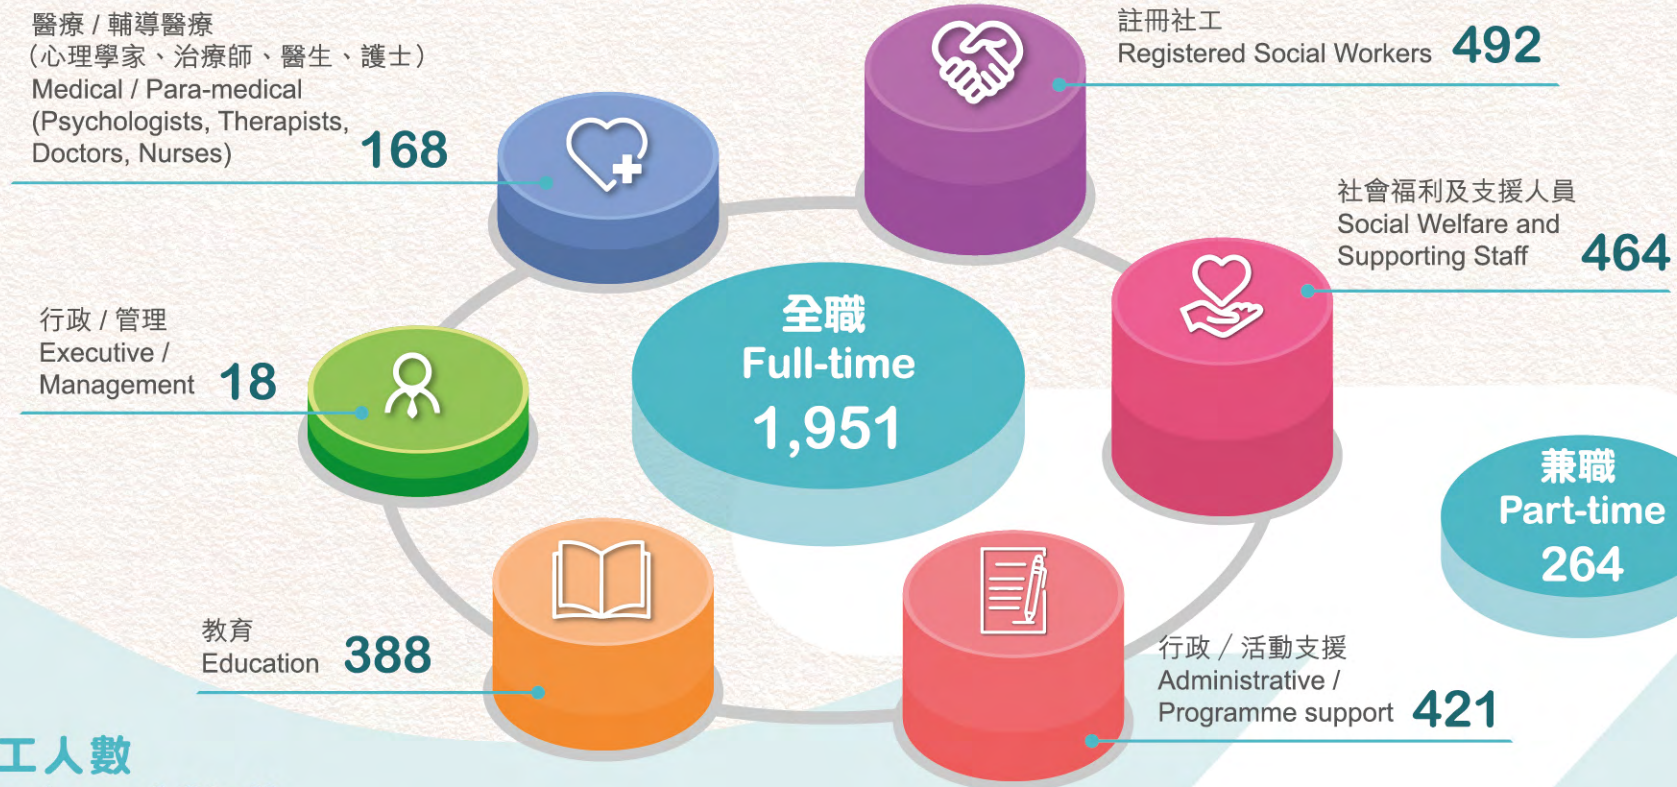 醫療 / 輔導醫療
（心理學家、治療師、醫生、護士）
Medical / Para-medical
(Psychologists, Therapists,
Doctors, Nurses)
168
註冊社工
Registered Social Workers
492
社會福利及支援人員
Social Welfare and
Supporting Staff
464
行政 / 管理
Executive /
Management
18
全職
Full-time
1,951
兼職
Part-time
264
教育
Education
388
行政 / 活動支援
Administrative /
Programme support
421
工人數